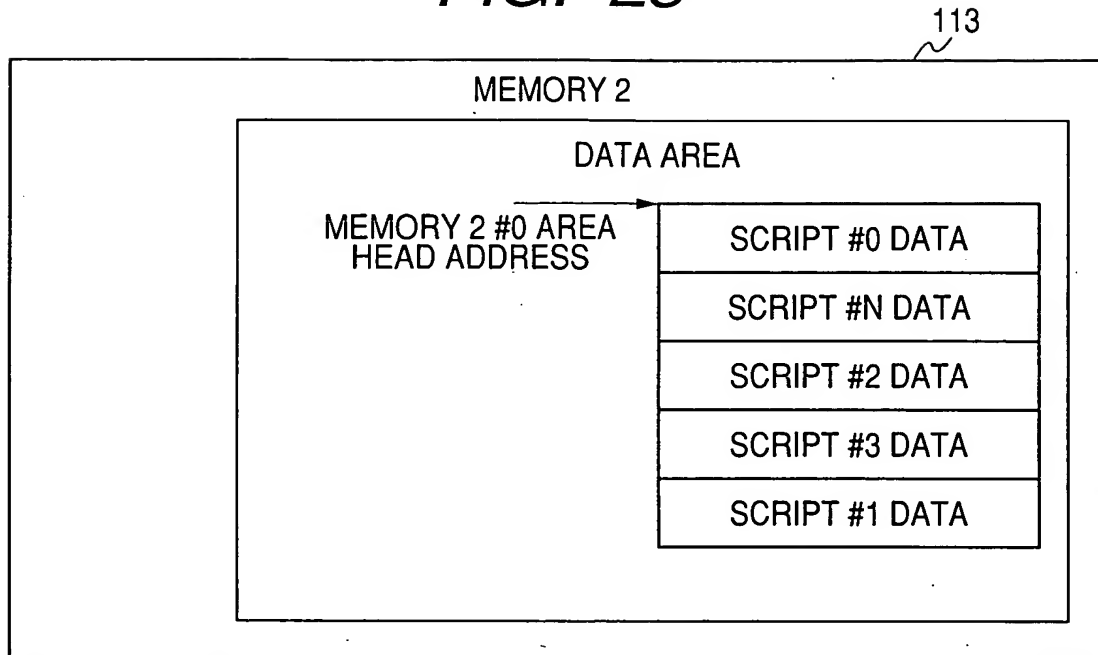 113
MEMORY 2
DATA AREA
MEMORY 2 #0 AREA
HEAD ADDRESS
SCRIPT #0 DATA
SCRIPT #N DATA
SCRIPT #2 DATA
SCRIPT #3 DATA
SCRIPT #1 DATA